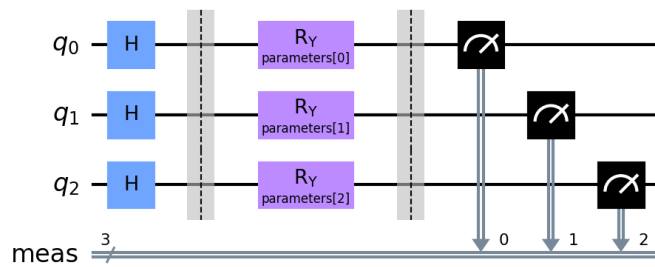 q0 H RY parameters[0]
q1 H RY parameters[1]
q2 H RY parameters[2]
meas 3 0 1 2